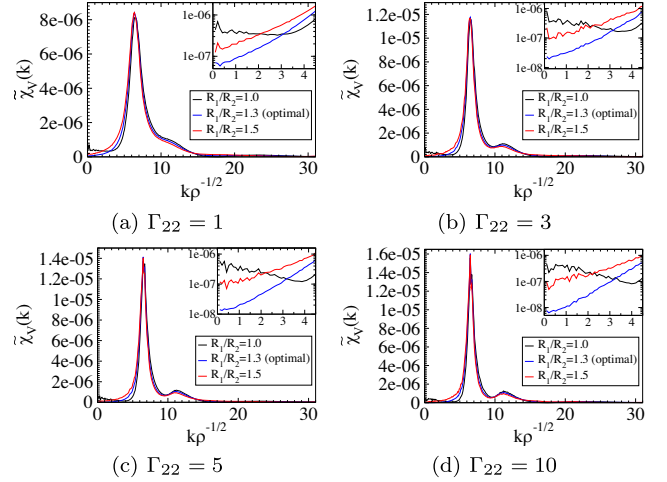 8e-06
6e-06
4e-06
2e-06
0
0 10 20 30
χ̃_V(k)
kρ^{-1/2}
1e-06
1e-07
0 1 2 3 4
R₁/R₂=1.0
R₁/R₂=1.3 (optimal)
R₁/R₂=1.5
(a) Γ₂₂ = 1
1.2e-05
1e-05
8e-06
6e-06
4e-06
2e-06
0
0 10 20 30
χ̃_V(k)
kρ^{-1/2}
1e-06
1e-07
1e-08
0 1 2 3 4
R₁/R₂=1.0
R₁/R₂=1.3 (optimal)
R₁/R₂=1.5
(b) Γ₂₂ = 3
1.4e-05
1.2e-05
1e-05
8e-06
6e-06
4e-06
2e-06
0
0 10 20 30
χ̃_V(k)
kρ^{-1/2}
1e-06
1e-07
1e-08
0 1 2 3 4
R₁/R₂=1.0
R₁/R₂=1.3 (optimal)
R₁/R₂=1.5
(c) Γ₂₂ = 5
1.6e-05
1.4e-05
1.2e-05
1e-05
8e-06
6e-06
4e-06
2e-06
0
0 10 20 30
χ̃_V(k)
kρ^{-1/2}
1e-06
1e-07
1e-08
0 1 2 3 4
R₁/R₂=1.0
R₁/R₂=1.3 (optimal)
R₁/R₂=1.5
(d) Γ₂₂ = 10